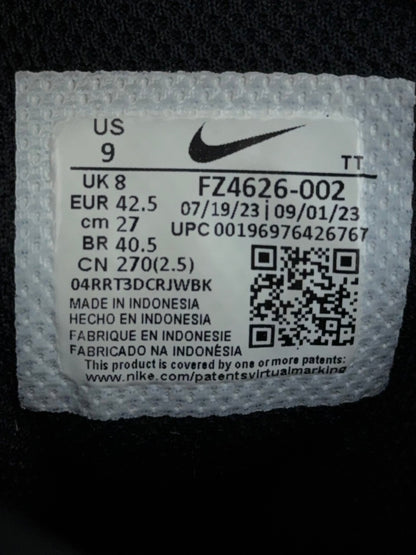 US
9
TT
UK 8
EUR 42.5
cm 27
BR 40.5
CN 270(2.5)
FZ4626-002
07/19/23 | 09/01/23
UPC 00196976426767
04RRT3DCRJWBK
MADE IN INDONESIA
HECHO EN INDONESIA
FABRIQUE EN INDONESIE
FABRICADO NA INDONÉSIA
This product is covered by one or more patents:
www.nike.com/patentsvirtualmarking